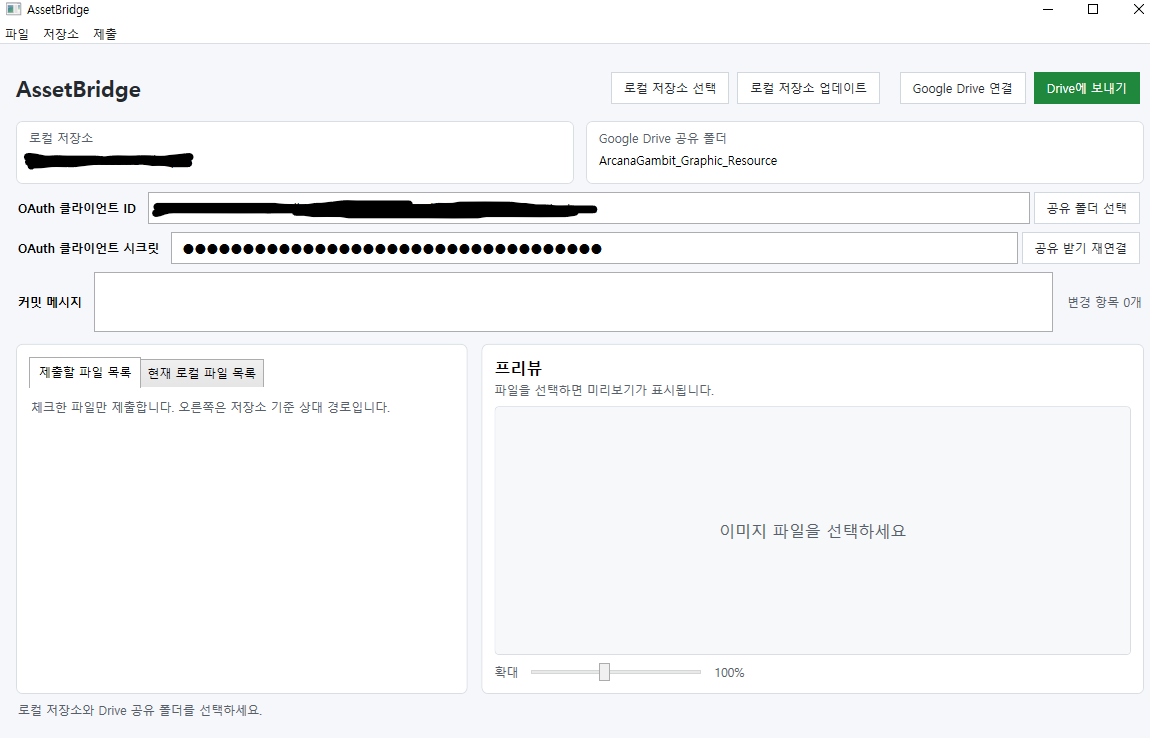 AssetBridge
파일 저장소 제출
AssetBridge
로컬 저장소 선택 로컬 저장소 업데이트 Google Drive 연결 Drive에 보내기
로컬 저장소
Google Drive 공유 폴더
ArcanaGambit_Graphic_Resource
OAuth 클라이언트 ID 공유 폴더 선택
OAuth 클라이언트 시크릿 ●●●●●●●●●●●●●●●●●●●●●●●●●●●●●●●●●●● 공유 받기 재연결
커밋 메시지 변경 항목 0개
제출할 파일 목록 현재 로컬 파일 목록
체크한 파일만 제출합니다. 오른쪽은 저장소 기준 상대 경로입니다.
프리뷰
파일을 선택하면 미리보기가 표시됩니다.
이미지 파일을 선택하세요
확대 100%
로컬 저장소와 Drive 공유 폴더를 선택하세요.